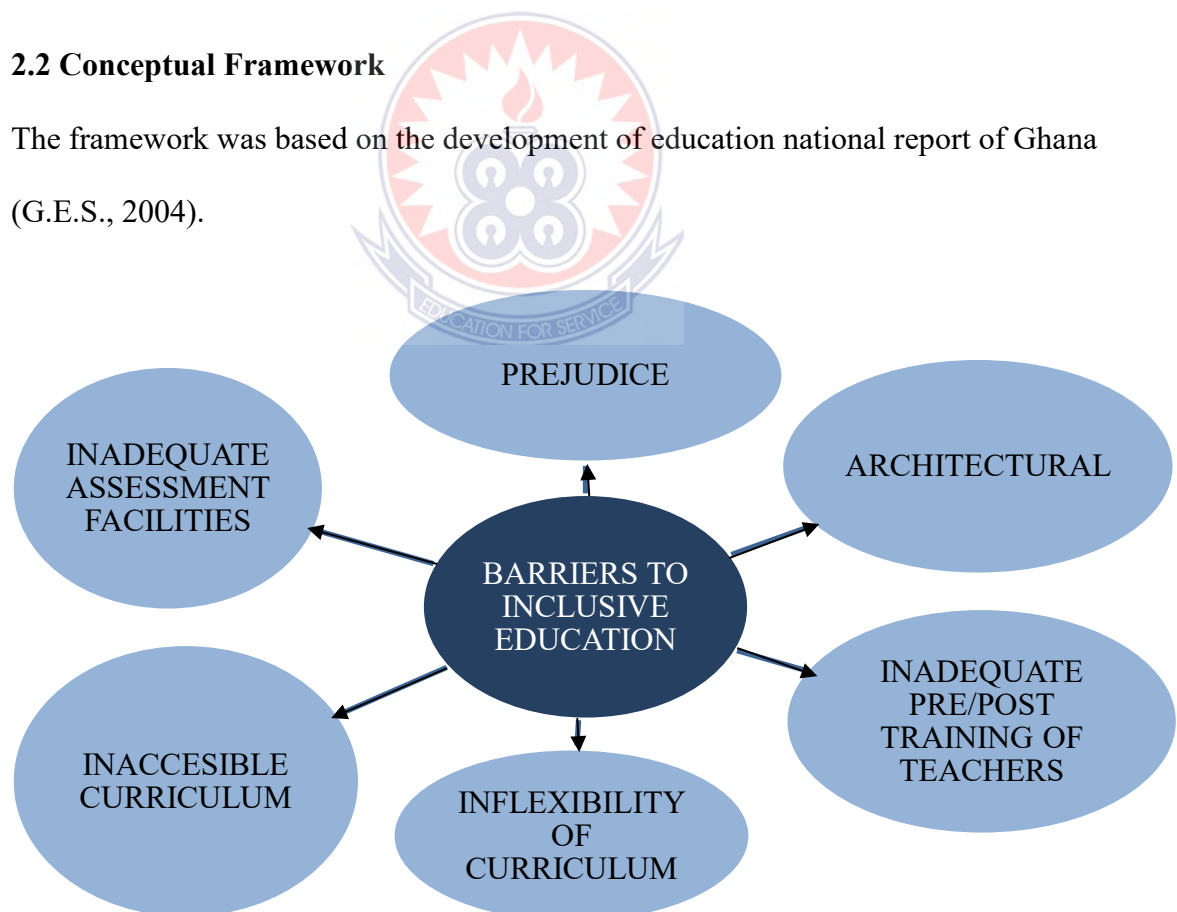 2.2 Conceptual Framework
The framework was based on the development of education national report of Ghana
(G.E.S., 2004).
EDUCATION FOR SERVICE
PREJUDICE
INADEQUATE
ASSESSMENT
FACILITIES
ARCHITECTURAL
BARRIERS TO
INCLUSIVE
EDUCATION
INADEQUATE
PRE/POST
TRAINING OF
TEACHERS
INACCESIBLE
CURRICULUM
INFLEXIBILITY
OF
CURRICULUM